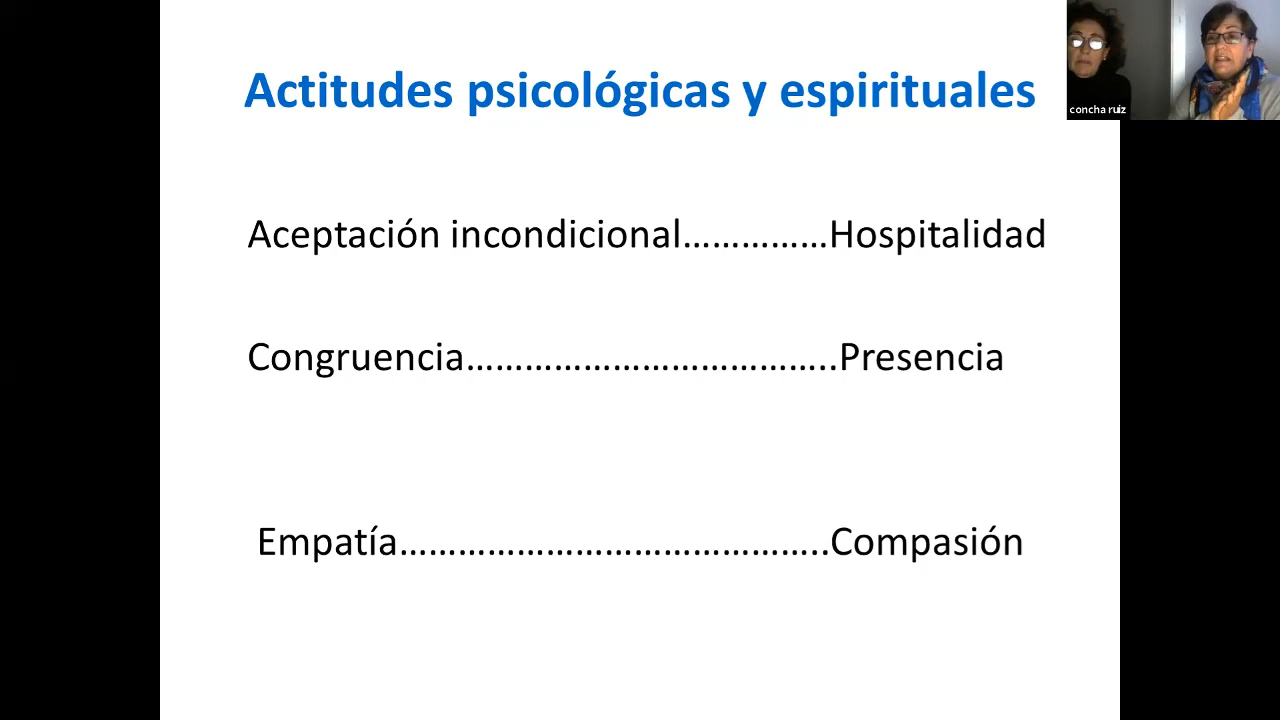 Actitudes psicológicas y espirituales
concha ruiz
Aceptación incondicional……………Hospitalidad
Congruencia………………………………..Presencia
Empatía……………………………………..Compasión